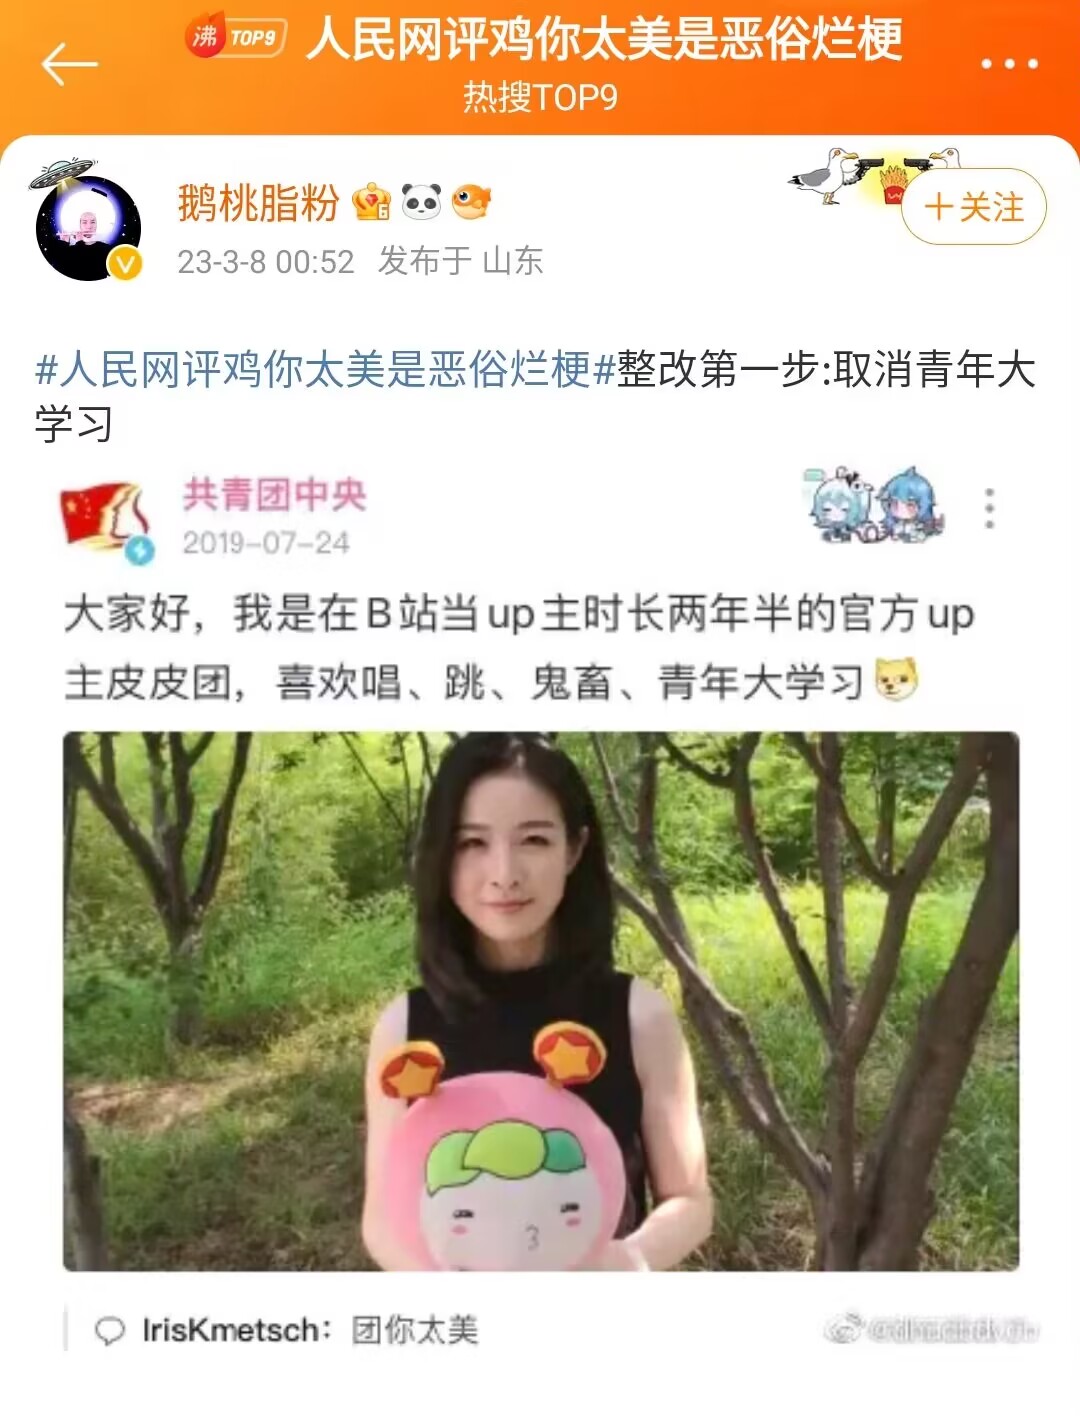 沸 TOP9 人民网评鸡你太美是恶俗烂梗
热搜TOP9
鹅桃脂粉
+关注
23-3-8 00:52 发布于 山东
#人民网评鸡你太美是恶俗烂梗#整改第一步:取消青年大
学习
共青团中央
2019-07-24
大家好，我是在B站当up主时长两年半的官方up
主皮皮团，喜欢唱、跳、鬼畜、青年大学习
IrisKmetsch：团你太美